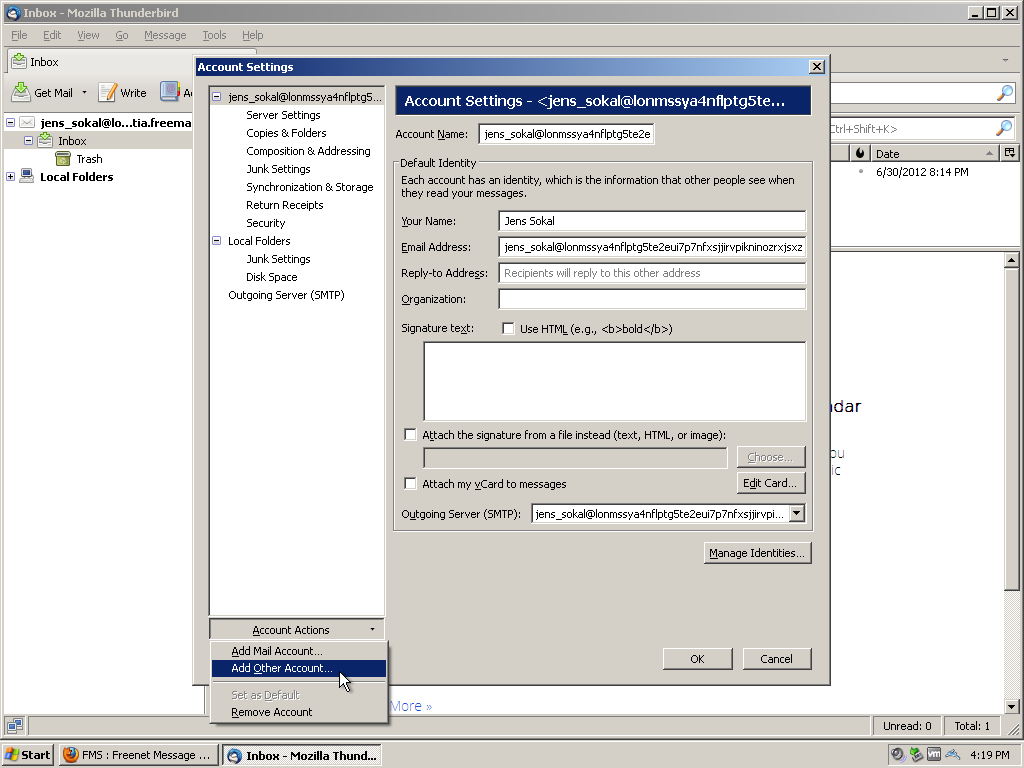 Inbox - Mozilla Thunderbird
File Edit View Go Message Tools Help
Inbox
Get Mail Write
jens_sokal@lo...tia.freema
Inbox
Trash
Local Folders
Account Settings
jens_sokal@lonmssya4nflptg5...
Server Settings
Copies & Folders
Composition & Addressing
Junk Settings
Synchronization & Storage
Return Receipts
Security
Local Folders
Junk Settings
Disk Space
Outgoing Server (SMTP)
Account Settings - <jens_sokal@lonmssya4nflptg5te...
Account Name: jens_sokal@lonmssya4nflptg5te2e
Default Identity
Each account has an identity, which is the information that other people see when
they read your messages.
Your Name: Jens Sokal
Email Address: jens_sokal@lonmssya4nflptg5te2eui7p7nfxsjjirvpikninozrxjsxz
Reply-to Address: Recipients will reply to this other address
Organization:
Signature text: Use HTML (e.g., <b>bold</b>)
Attach the signature from a file instead (text, HTML, or image):
Choose...
Attach my vCard to messages
Edit Card...
Outgoing Server (SMTP): jens_sokal@lonmssya4nflptg5te2eui7p7nfxsjjirvpi...
Manage Identities...
Account Actions
Add Mail Account...
Add Other Account...
Set as Default
Remove Account
OK Cancel
Ctrl+Shift+K>
Date
6/30/2012 8:14 PM
ndar
ou
ic
More »
Unread: 0 Total: 1
Start FMS : Freenet Message ... Inbox - Mozilla Thund... 4:19 PM